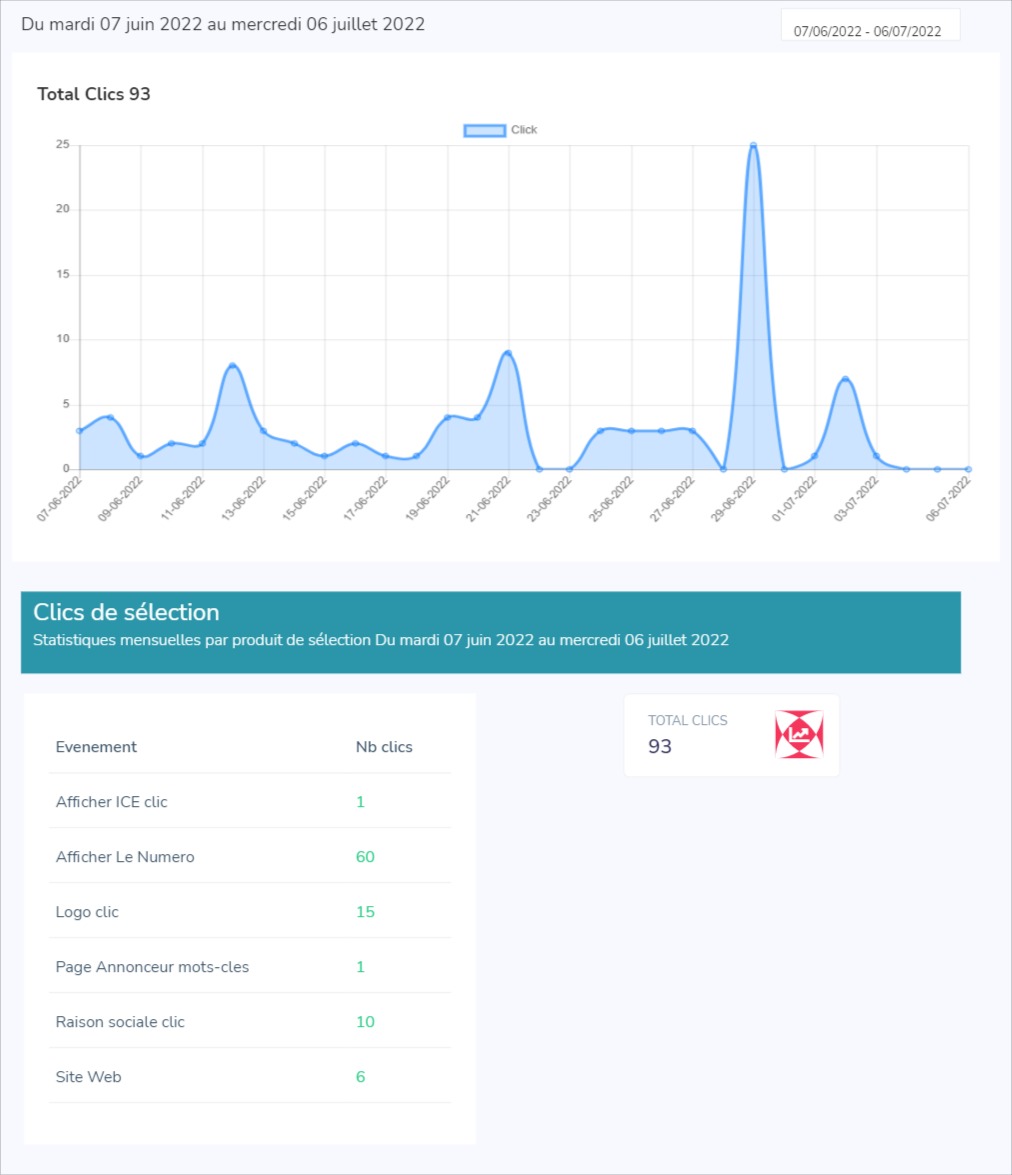 Du mardi 07 juin 2022 au mercredi 06 juillet 2022
07/06/2022 - 06/07/2022
Total Clics 93
Click
25
20
15
10
5
0
07-06-2022
09-06-2022
11-06-2022
13-06-2022
15-06-2022
17-06-2022
19-06-2022
21-06-2022
23-06-2022
25-06-2022
27-06-2022
29-06-2022
01-07-2022
03-07-2022
06-07-2022
Clics de sélection
Statistiques mensuelles par produit de sélection Du mardi 07 juin 2022 au mercredi 06 juillet 2022
TOTAL CLICS
93
Evenement Nb clics
Afficher ICE clic 1
Afficher Le Numero 60
Logo clic 15
Page Annonceur mots-cles 1
Raison sociale clic 10
Site Web 6